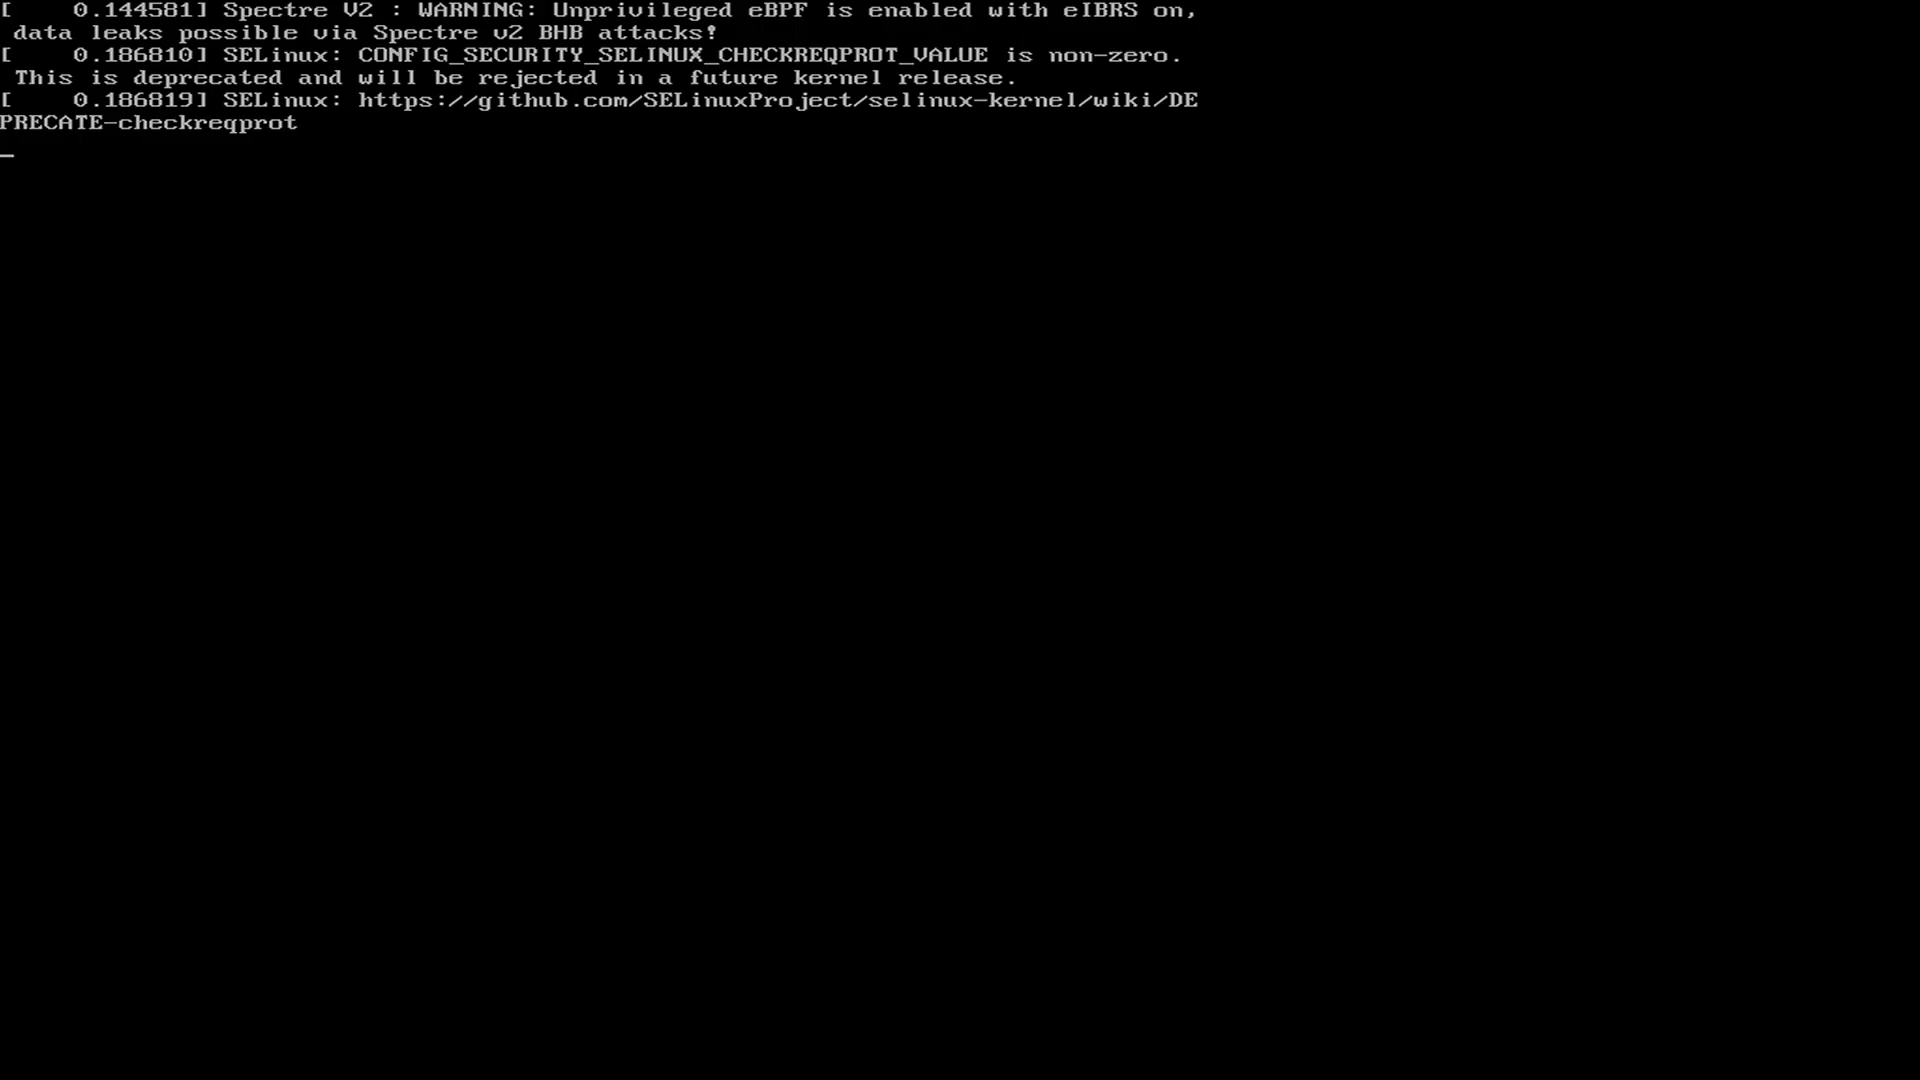 [    0.144581] Spectre V2 : WARNING: Unprivileged eBPF is enabled with eIBRS on,
 data leaks possible via Spectre v2 BHB attacks!
[    0.186810] SELinux: CONFIG_SECURITY_SELINUX_CHECKREQPROT_VALUE is non-zero.
 This is deprecated and will be rejected in a future kernel release.
[    0.186819] SELinux: https://github.com/SELinuxProject/selinux-kernel/wiki/DE
PRECATE-checkreqprot
_